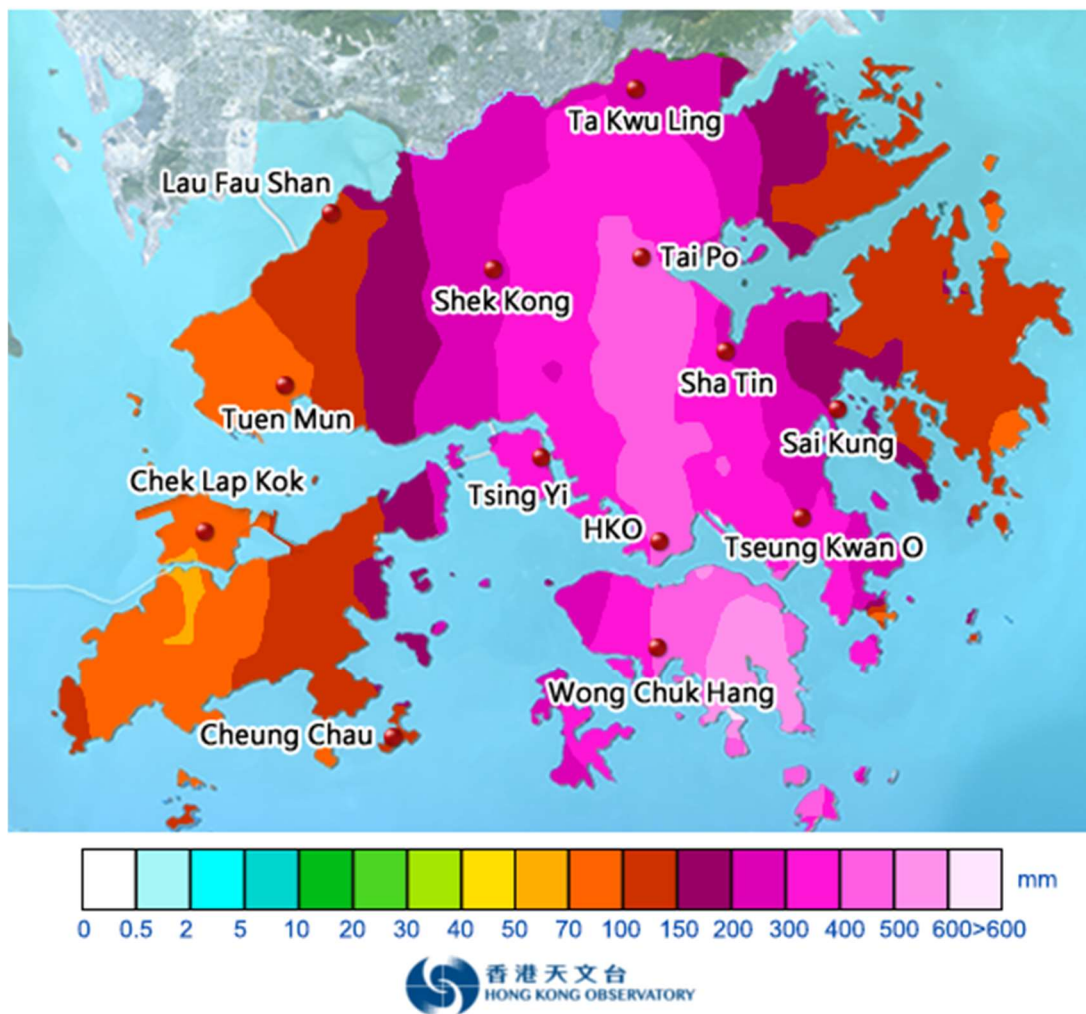 Ta Kwu Ling
Lau Fau Shan
Tai Po
Shek Kong
Sha Tin
Tuen Mun
Sai Kung
Chek Lap Kok
Tsing Yi
HKO
Tseung Kwan O
Wong Chuk Hang
Cheung Chau
mm
0 0.5 2 5 10 20 30 40 50 70 100 150 200 300 400 500 600>600
香港天文台
HONG KONG OBSERVATORY